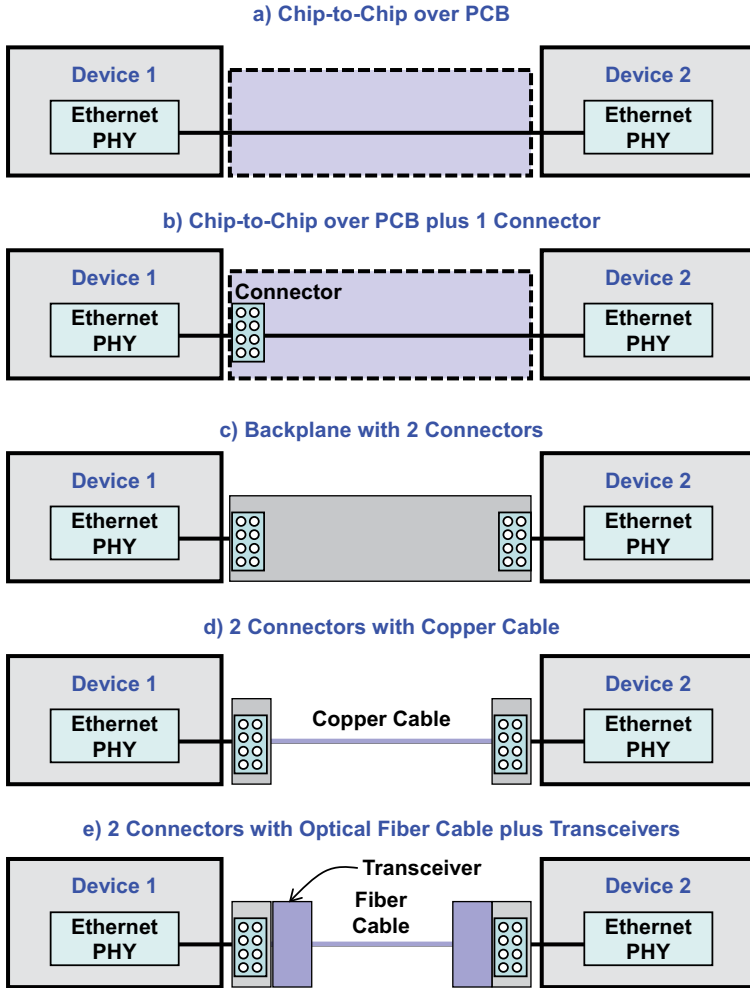 a) Chip-to-Chip over PCB
Device 1
Device 2
Ethernet
PHY
Ethernet
PHY
b) Chip-to-Chip over PCB plus 1 Connector
Device 1
Device 2
Connector
Ethernet
PHY
Ethernet
PHY
c) Backplane with 2 Connectors
Device 1
Device 2
Ethernet
PHY
Ethernet
PHY
d) 2 Connectors with Copper Cable
Device 1
Device 2
Copper Cable
Ethernet
PHY
Ethernet
PHY
e) 2 Connectors with Optical Fiber Cable plus Transceivers
Transceiver
Device 1
Device 2
Fiber
Cable
Ethernet
PHY
Ethernet
PHY